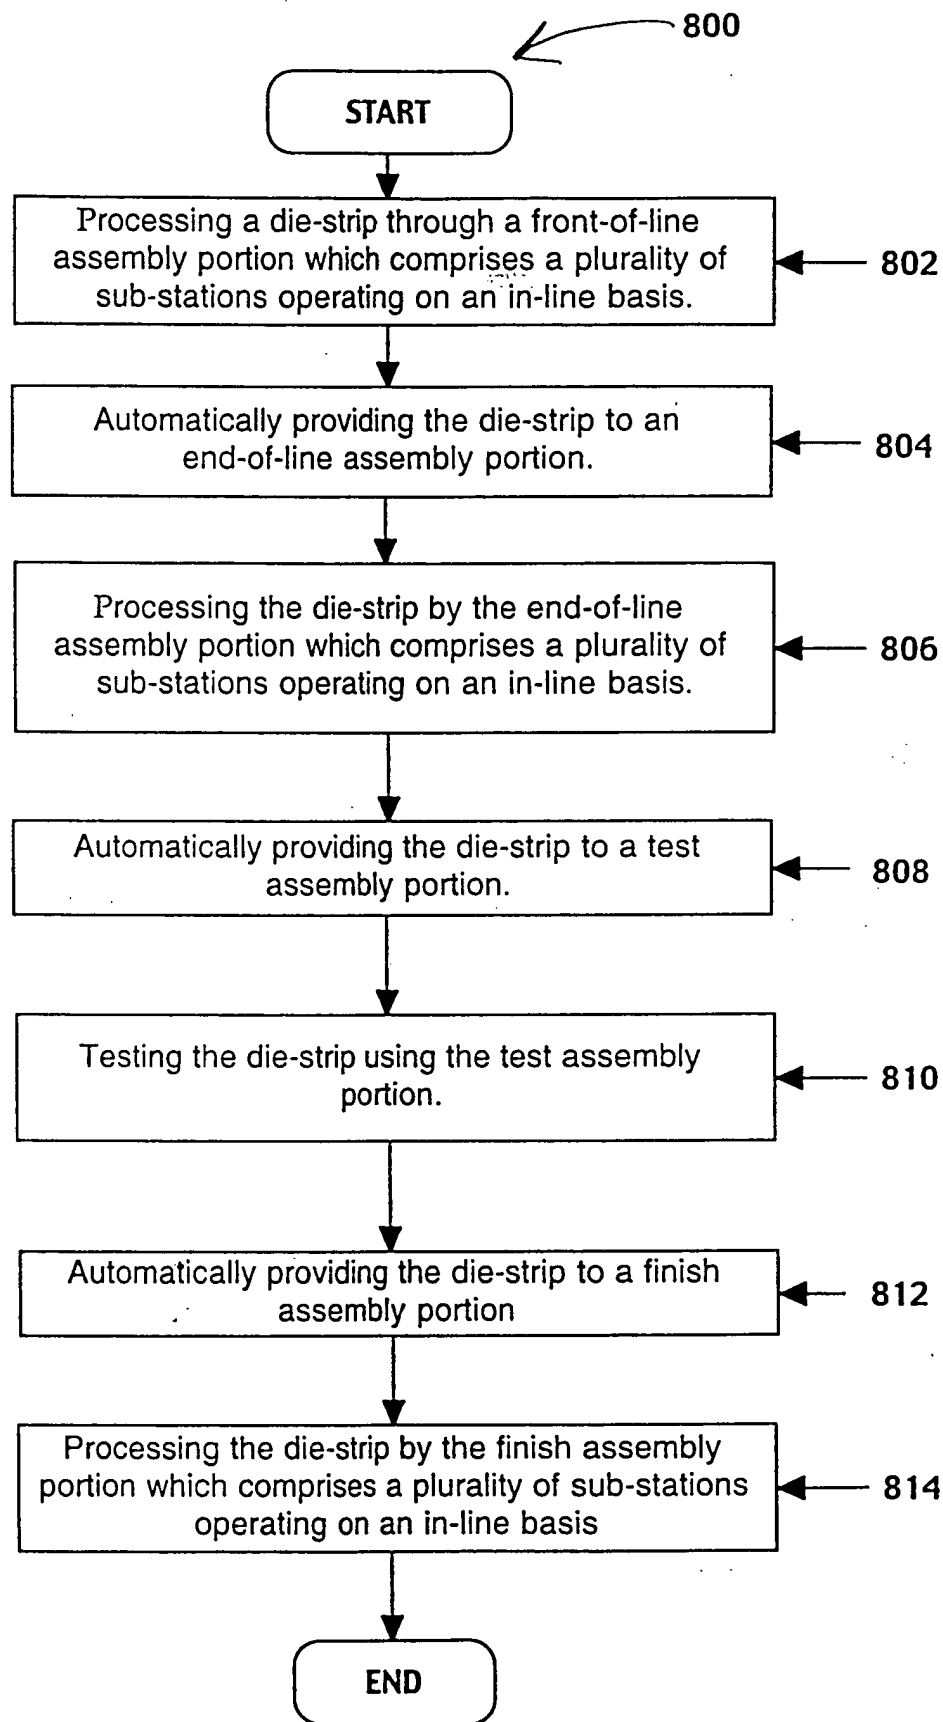 800
START
Processing a die-strip through a front-of-line
assembly portion which comprises a plurality of
sub-stations operating on an in-line basis.
802
Automatically providing the die-strip to an
end-of-line assembly portion.
804
Processing the die-strip by the end-of-line
assembly portion which comprises a plurality of
sub-stations operating on an in-line basis.
806
Automatically providing the die-strip to a test
assembly portion.
808
Testing the die-strip using the test assembly
portion.
810
Automatically providing the die-strip to a finish
assembly portion
812
Processing the die-strip by the finish assembly
portion which comprises a plurality of sub-stations
operating on an in-line basis
814
END